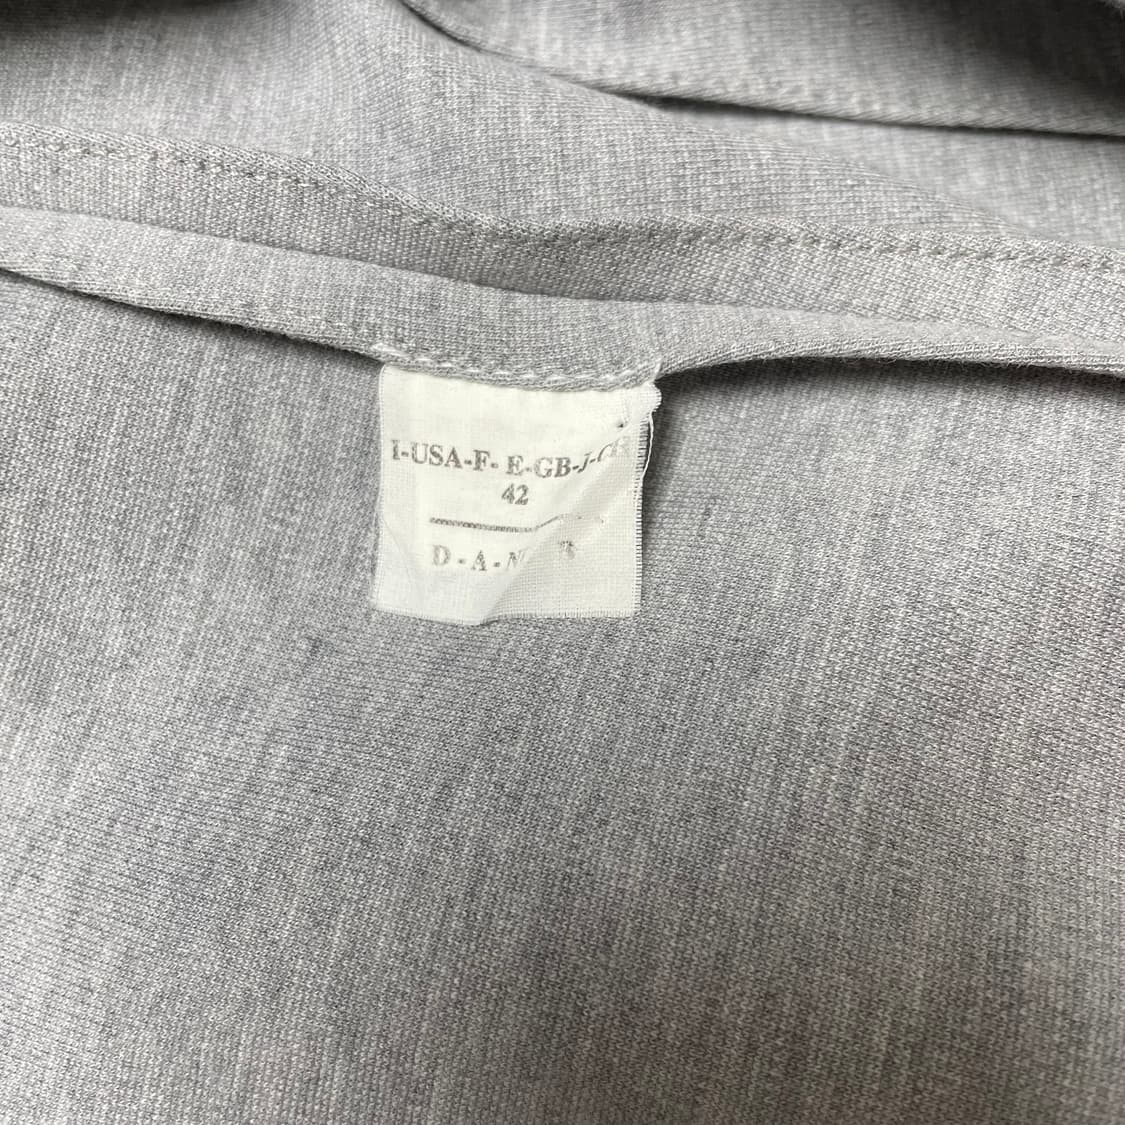 I-USA-F- E-GB-J-
42
D - A -